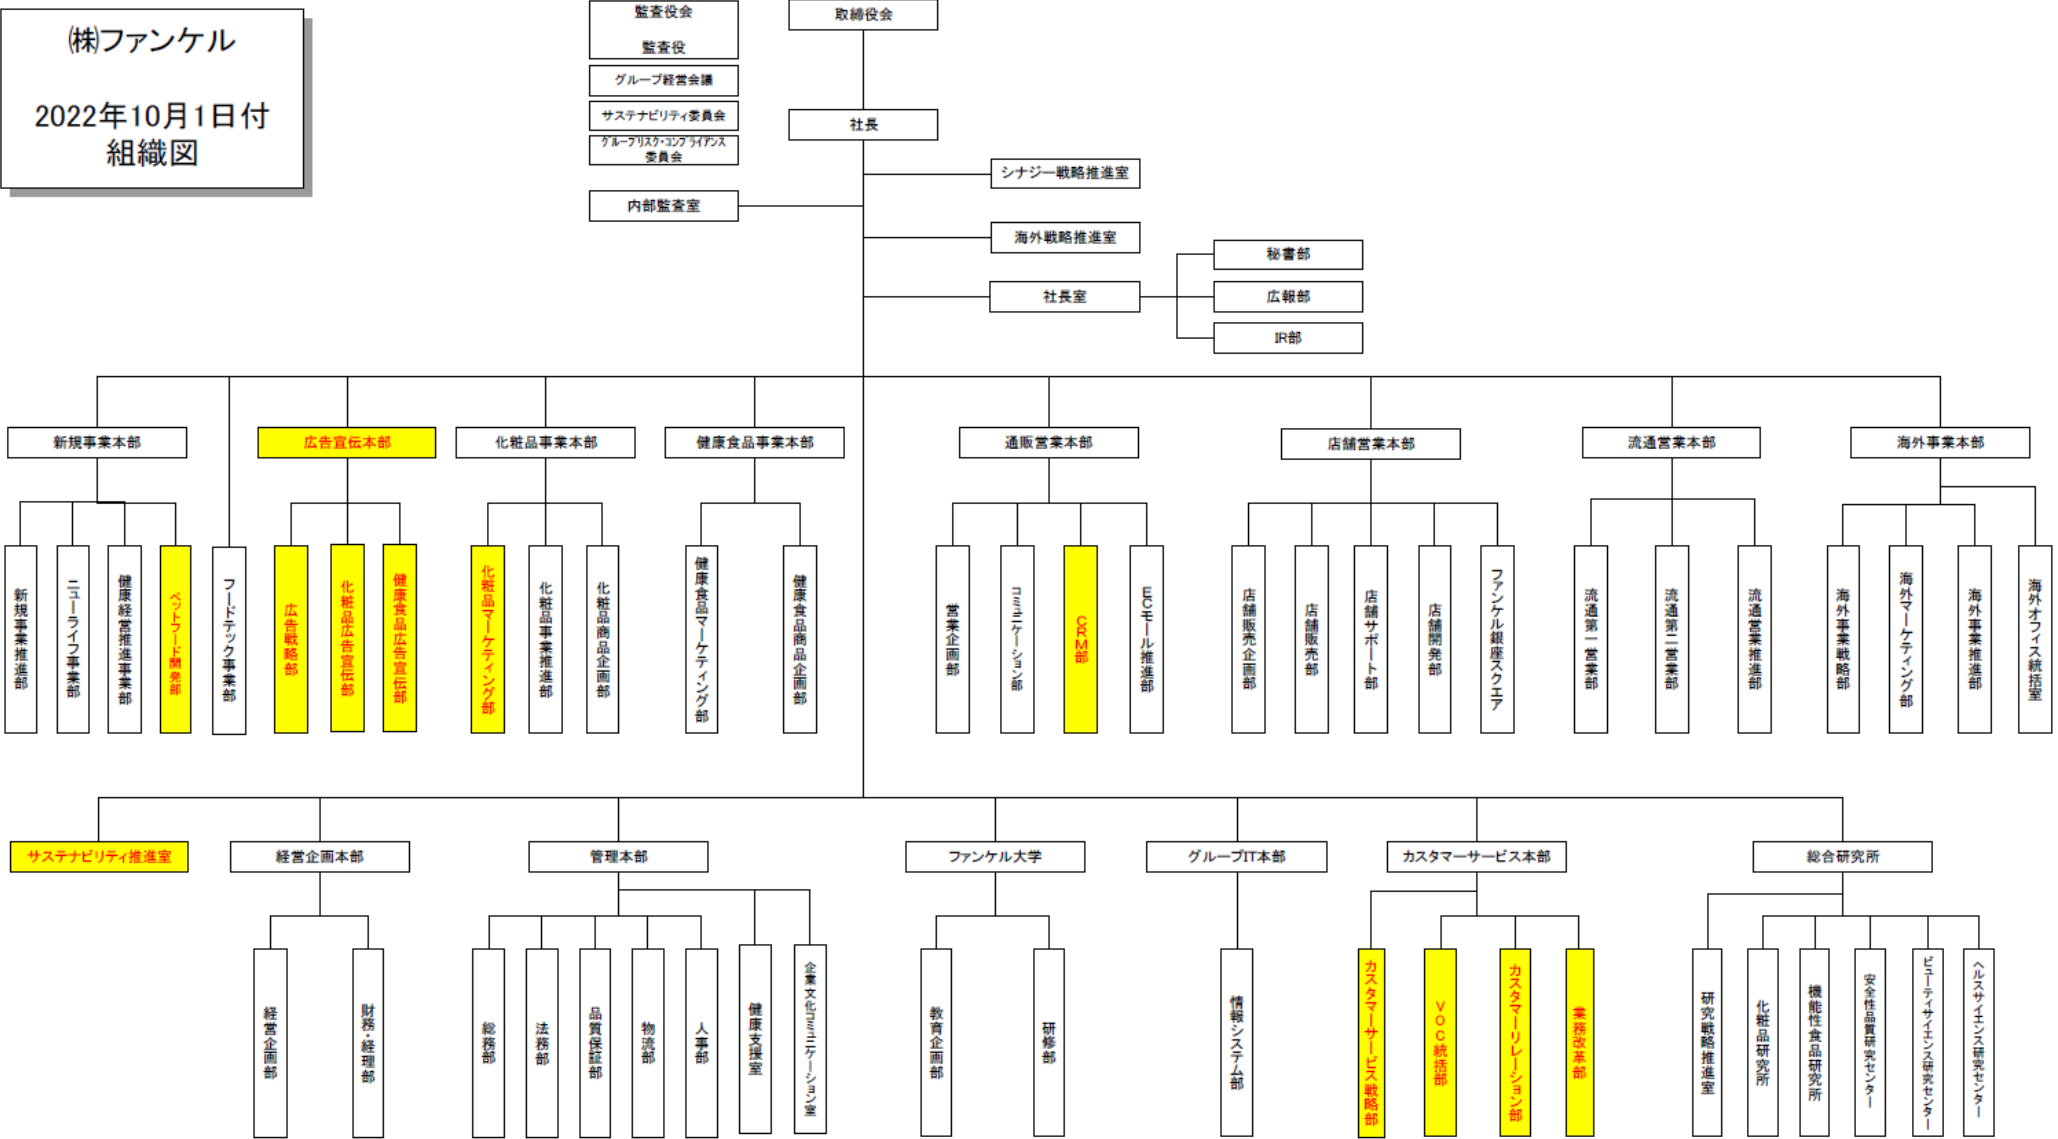 ㈱ファンケル
2022年10月1日付
組織図
監査役会
監査役
グループ経営会議
サステナビリティ委員会
グループリスク・コンプライアンス
委員会
内部監査室
取締役会
社長
シナジー戦略推進室
海外戦略推進室
社長室
秘書部
広報部
IR部
新規事業本部
広告宣伝本部
化粧品事業本部
健康食品事業本部
通販営業本部
店舗営業本部
流通営業本部
海外事業本部
新規事業推進部
ニューライフ事業部
健康経営推進事業部
ペットフード開発部
フードテック事業部
広告戦略部
化粧品広告宣伝部
健康食品広告宣伝部
化粧品マーケティング部
化粧品事業推進部
化粧品商品企画部
健康食品マーケティング部
健康食品商品企画部
営業企画部
コミュニケーション部
CRM部
ECモール推進部
店舗販売企画部
店舗販売部
店舗サポート部
店舗開発部
ファンケル銀座スクエア
流通第一営業部
流通第二営業部
流通営業推進部
海外事業戦略部
海外マーケティング部
海外事業推進部
海外オフィス統括室
サステナビリティ推進室
経営企画本部
管理本部
ファンケル大学
グループIT本部
カスタマーサービス本部
総合研究所
経営企画部
財務・経理部
総務部
法務部
品質保証部
物流部
人事部
健康支援室
企業文化コミュニケーション室
教育企画部
研修部
情報システム部
カスタマーサービス戦略部
VOC統括部
カスタマーリレーション部
業務改革部
研究戦略推進室
化粧品研究所
機能性食品研究所
安全性品質研究センター
ビューティサイエンス研究センター
ヘルスサイエンス研究センター